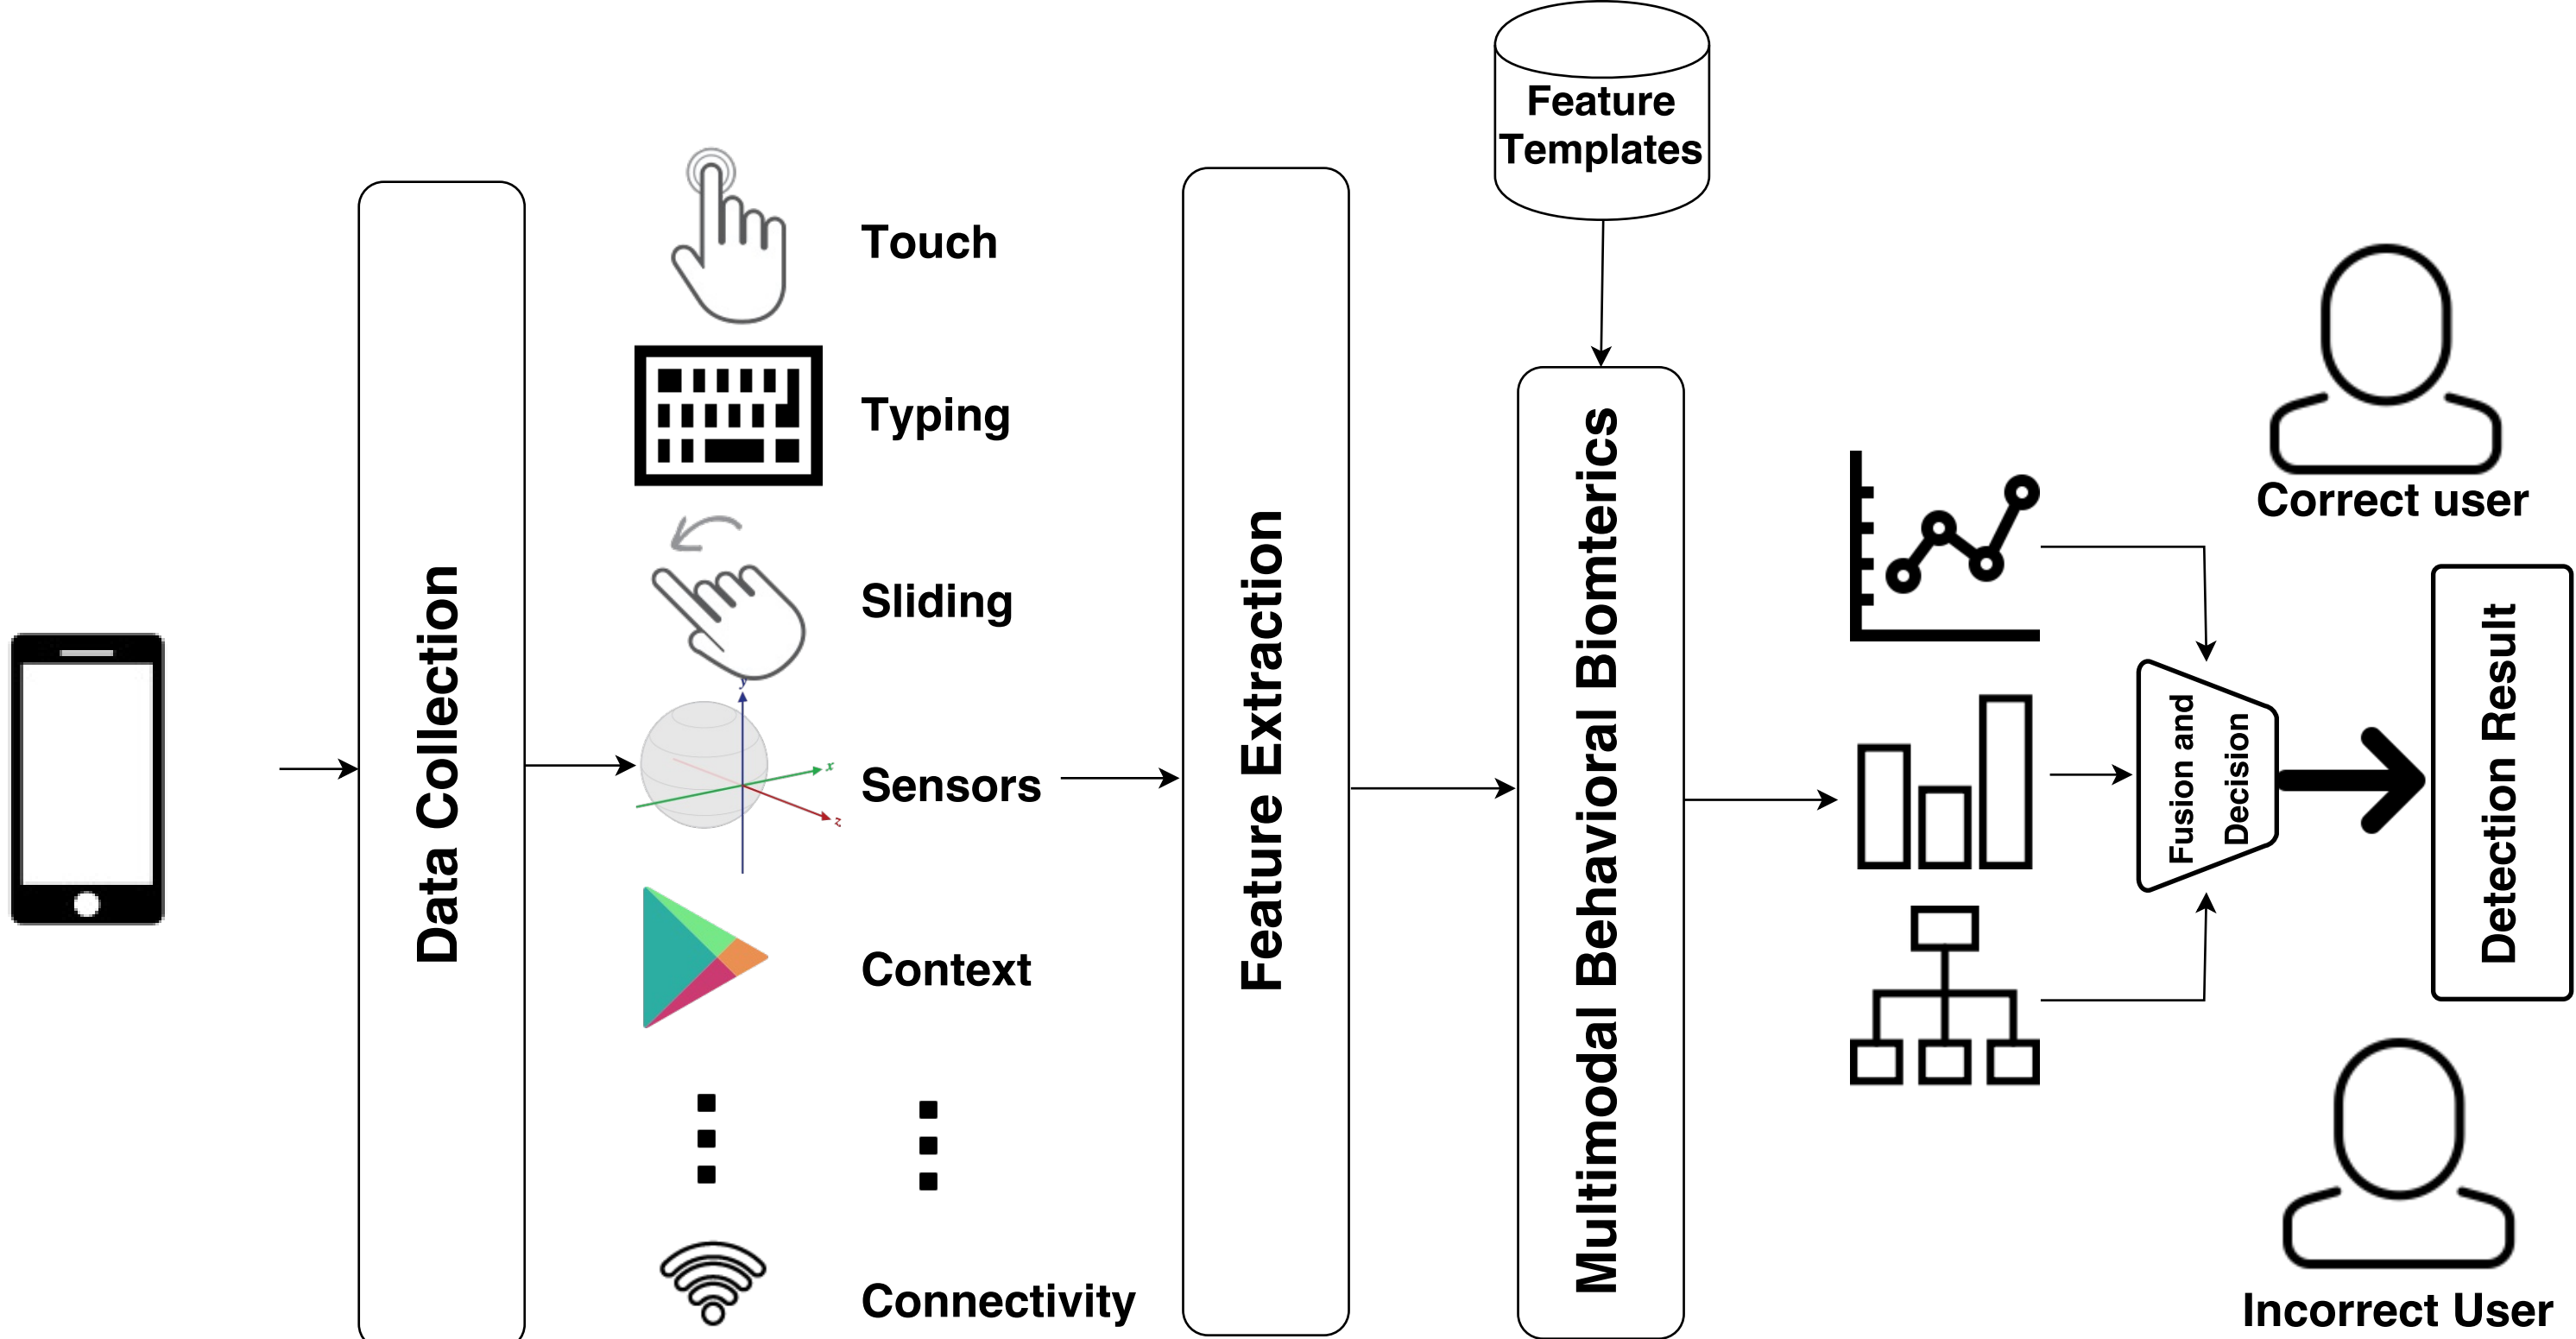 Data Collection
Touch
Typing
Sliding
y
x
z
Sensors
Context
Connectivity
Feature Extraction
Feature
Templates
Multimodal Behavioral Biomterics
Fusion and
Decision
Correct user
Detection Result
Incorrect User